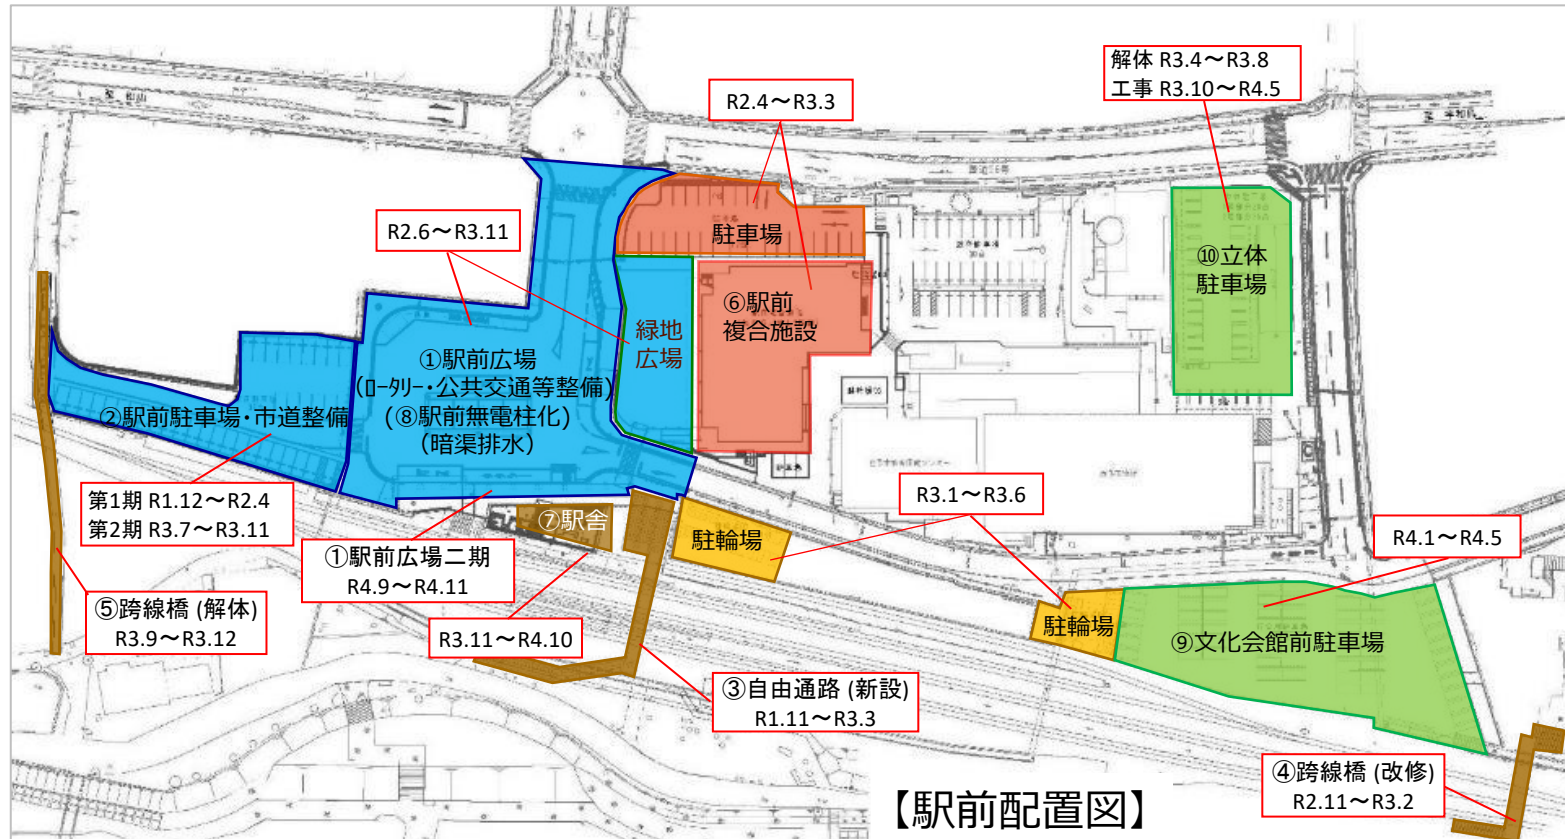 解体 R3.4～R3.8
工事 R3.10～R4.5
R2.4～R3.3
R2.6～R3.11
駐車場
⑩立体
駐車場
⑥駅前
複合施設
緑地
広場
①駅前広場
(ロータリー・公共交通等整備)
(⑧駅前無電柱化)
(暗渠排水)
②駅前駐車場・市道整備
第1期 R1.12～R2.4
第2期 R3.7～R3.11
R3.1～R3.6
⑦駅舎
駐輪場
R4.1～R4.5
①駅前広場二期
R4.9～R4.11
⑤跨線橋 (解体)
R3.9～R3.12
R3.11～R4.10
駐輪場
⑨文化会館前駐車場
③自由通路 (新設)
R1.11～R3.3
④跨線橋 (改修)
R2.11～R3.2
【駅前配置図】